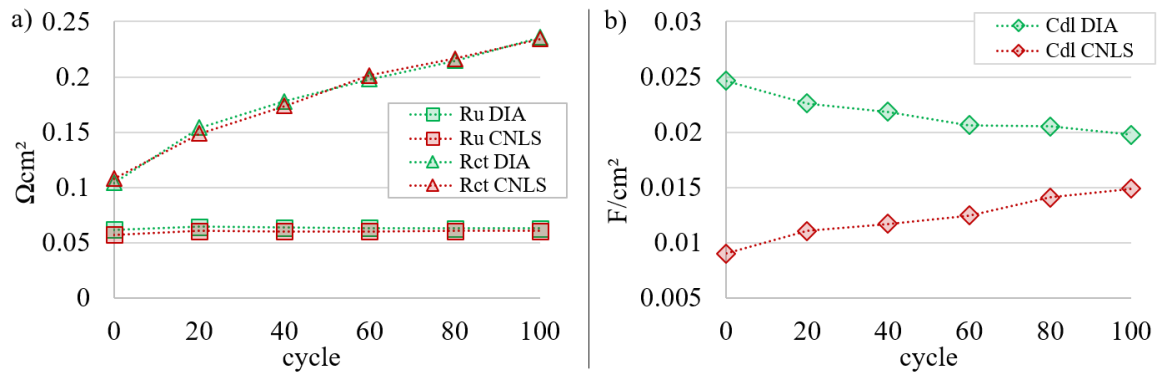 a)
0.25
0.2
0.15
0.1
0.05
0
Ωcm²
0 20 40 60 80 100
cycle
Ru DIA
Ru CNLS
Rct DIA
Rct CNLS
b)
0.03
0.025
0.02
0.015
0.01
0.005
F/cm²
0 20 40 60 80 100
cycle
Cdl DIA
Cdl CNLS